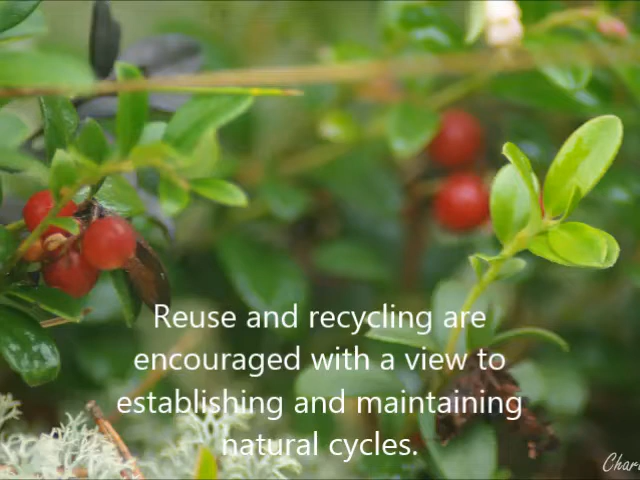 Reuse and recycling are
encouraged with a view to
establishing and maintaining
natural cycles.